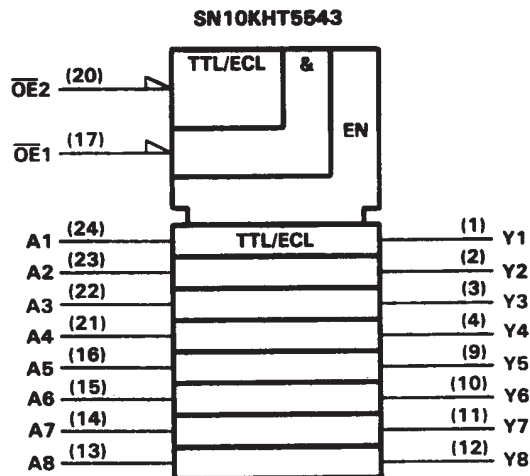 SN10KHT5543
TTL/ECL &
OE2 (20)
OE1 (17)
EN
A1 (24) TTL/ECL (1) Y1
A2 (23) (2) Y2
A3 (22) (3) Y3
A4 (21) (4) Y4
A5 (16) (9) Y5
A6 (15) (10) Y6
A7 (14) (11) Y7
A8 (13) (12) Y8